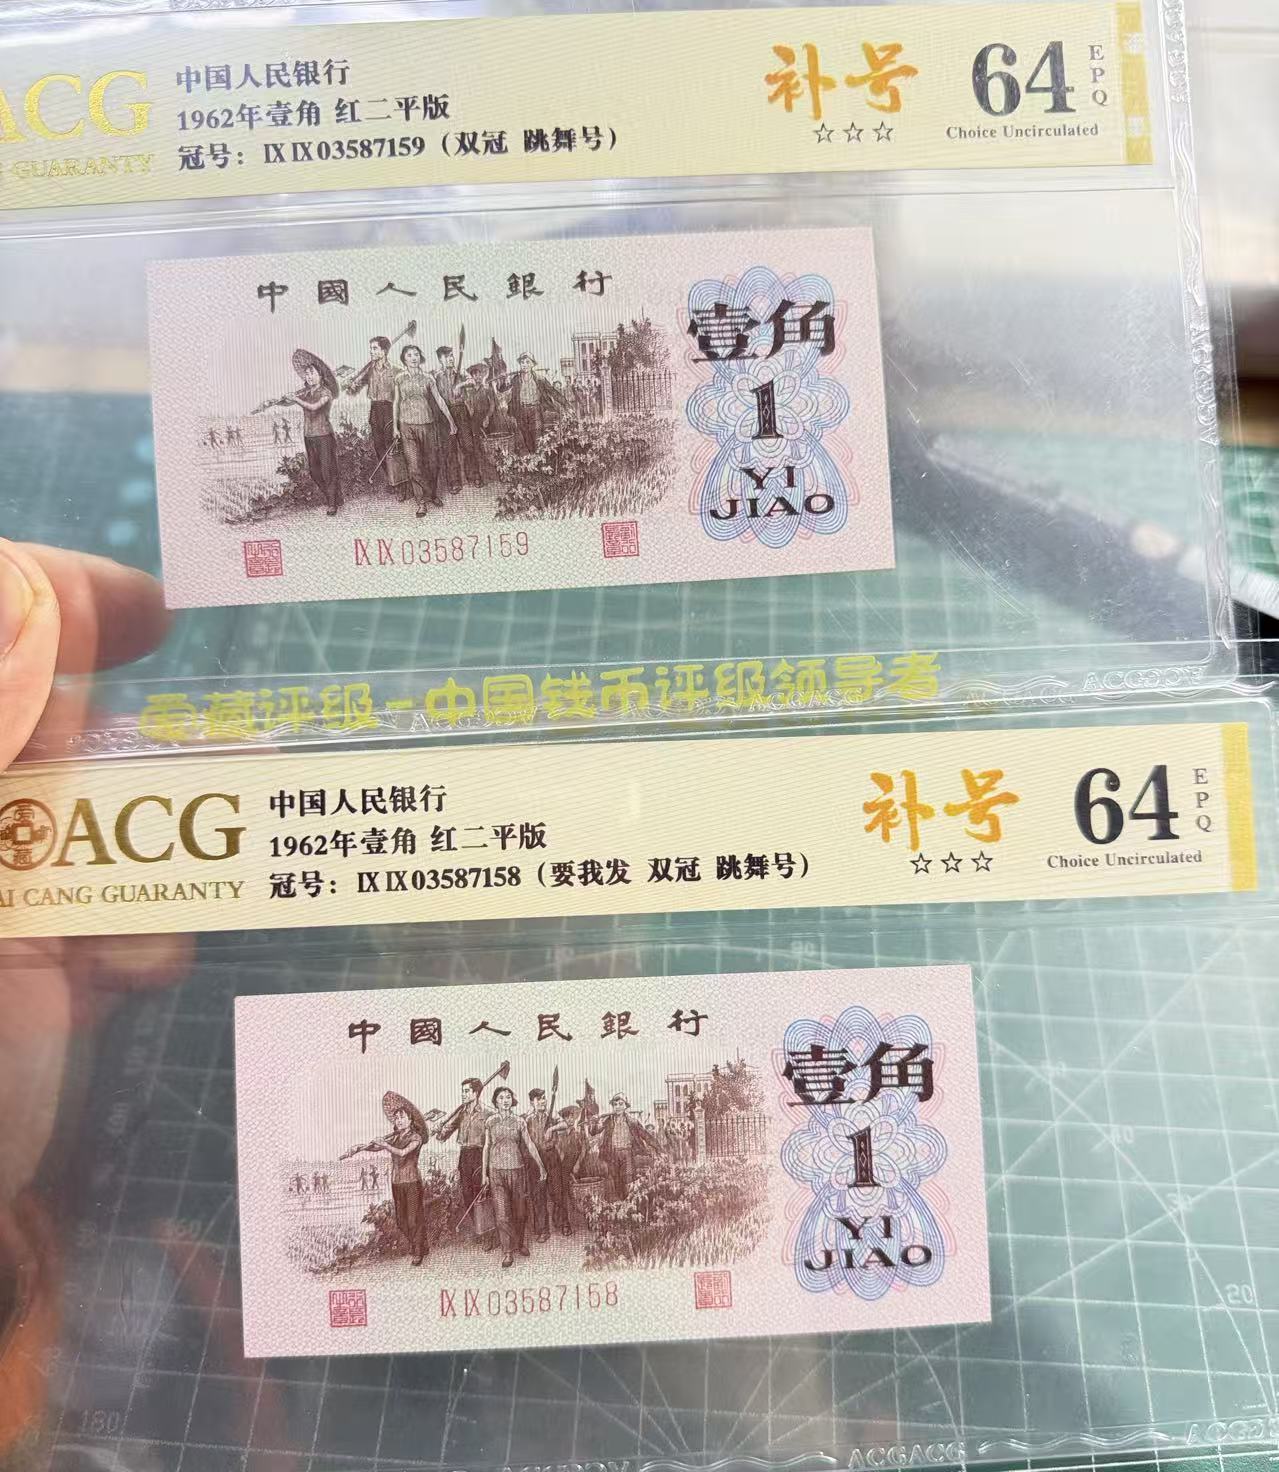 ACG
GUARANTY
中国人民银行
1962年壹角 红二平版
冠号：ⅨⅨ03587159（双冠 跳舞号）
补号
☆☆☆
64
EPQ
Choice Uncirculated
中國人民銀行
壹角
1
YI
JIAO
ⅨⅨ03587159
爱藏评级-中国钱币评级领导者
ACG
AI CANG GUARANTY
中国人民银行
1962年壹角 红二平版
冠号：ⅨⅨ03587158（要我发 双冠 跳舞号）
补号
☆☆☆
64
EPQ
Choice Uncirculated
中國人民銀行
壹角
1
YI
JIAO
ⅨⅨ03587158
ACGACG